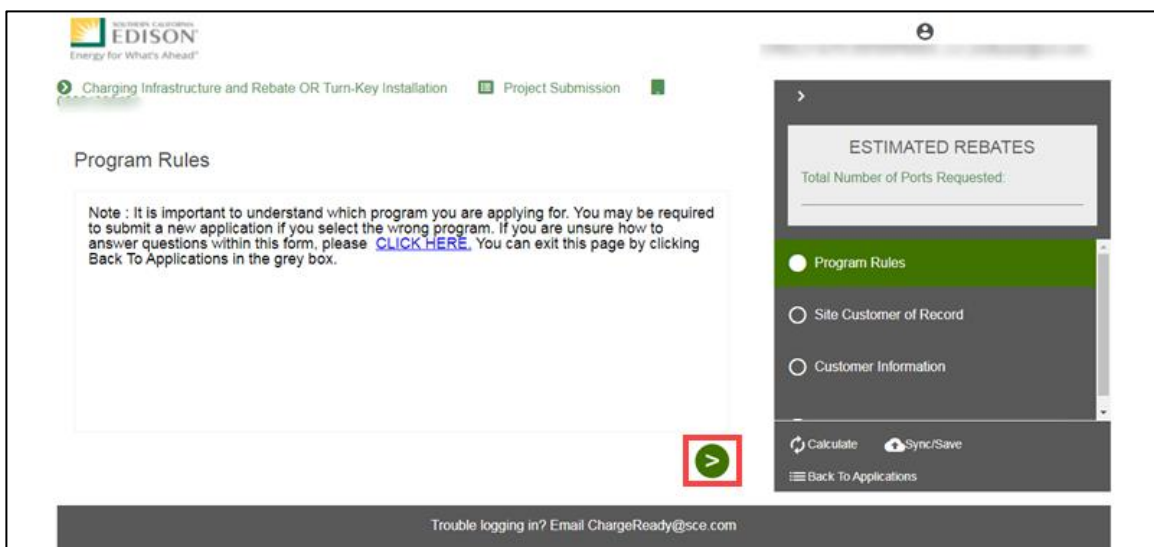 SOUTHERN CALIFORNIA
EDISON
Energy for What's Ahead®
Charging Infrastructure and Rebate OR Turn-Key Installation
Project Submission
Program Rules
Note : It is important to understand which program you are applying for. You may be required
to submit a new application if you select the wrong program. If you are unsure how to
answer questions within this form, please CLICK HERE. You can exit this page by clicking
Back To Applications in the grey box.
>
>
ESTIMATED REBATES
Total Number of Ports Requested:
Program Rules
Site Customer of Record
Customer Information
Calculate
Sync/Save
Back To Applications
Trouble logging in? Email ChargeReady@sce.com